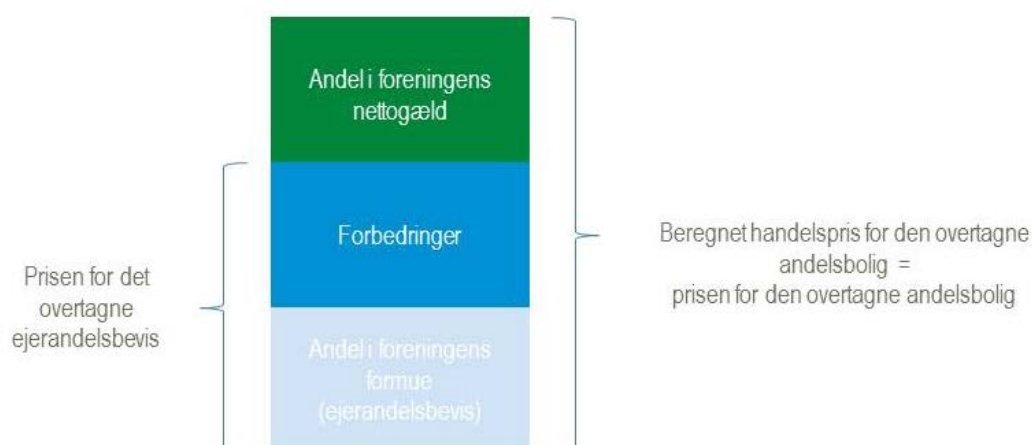 Andel i foreningens
nettogæld
Forbedringer
Andel i foreningens
formue
(ejerandelsbevis)
Prisen for det
overtagne
ejerandelsbevis
Beregnet handelspris for den overtagne
andelsbolig =
prisen for den overtagne andelsbolig